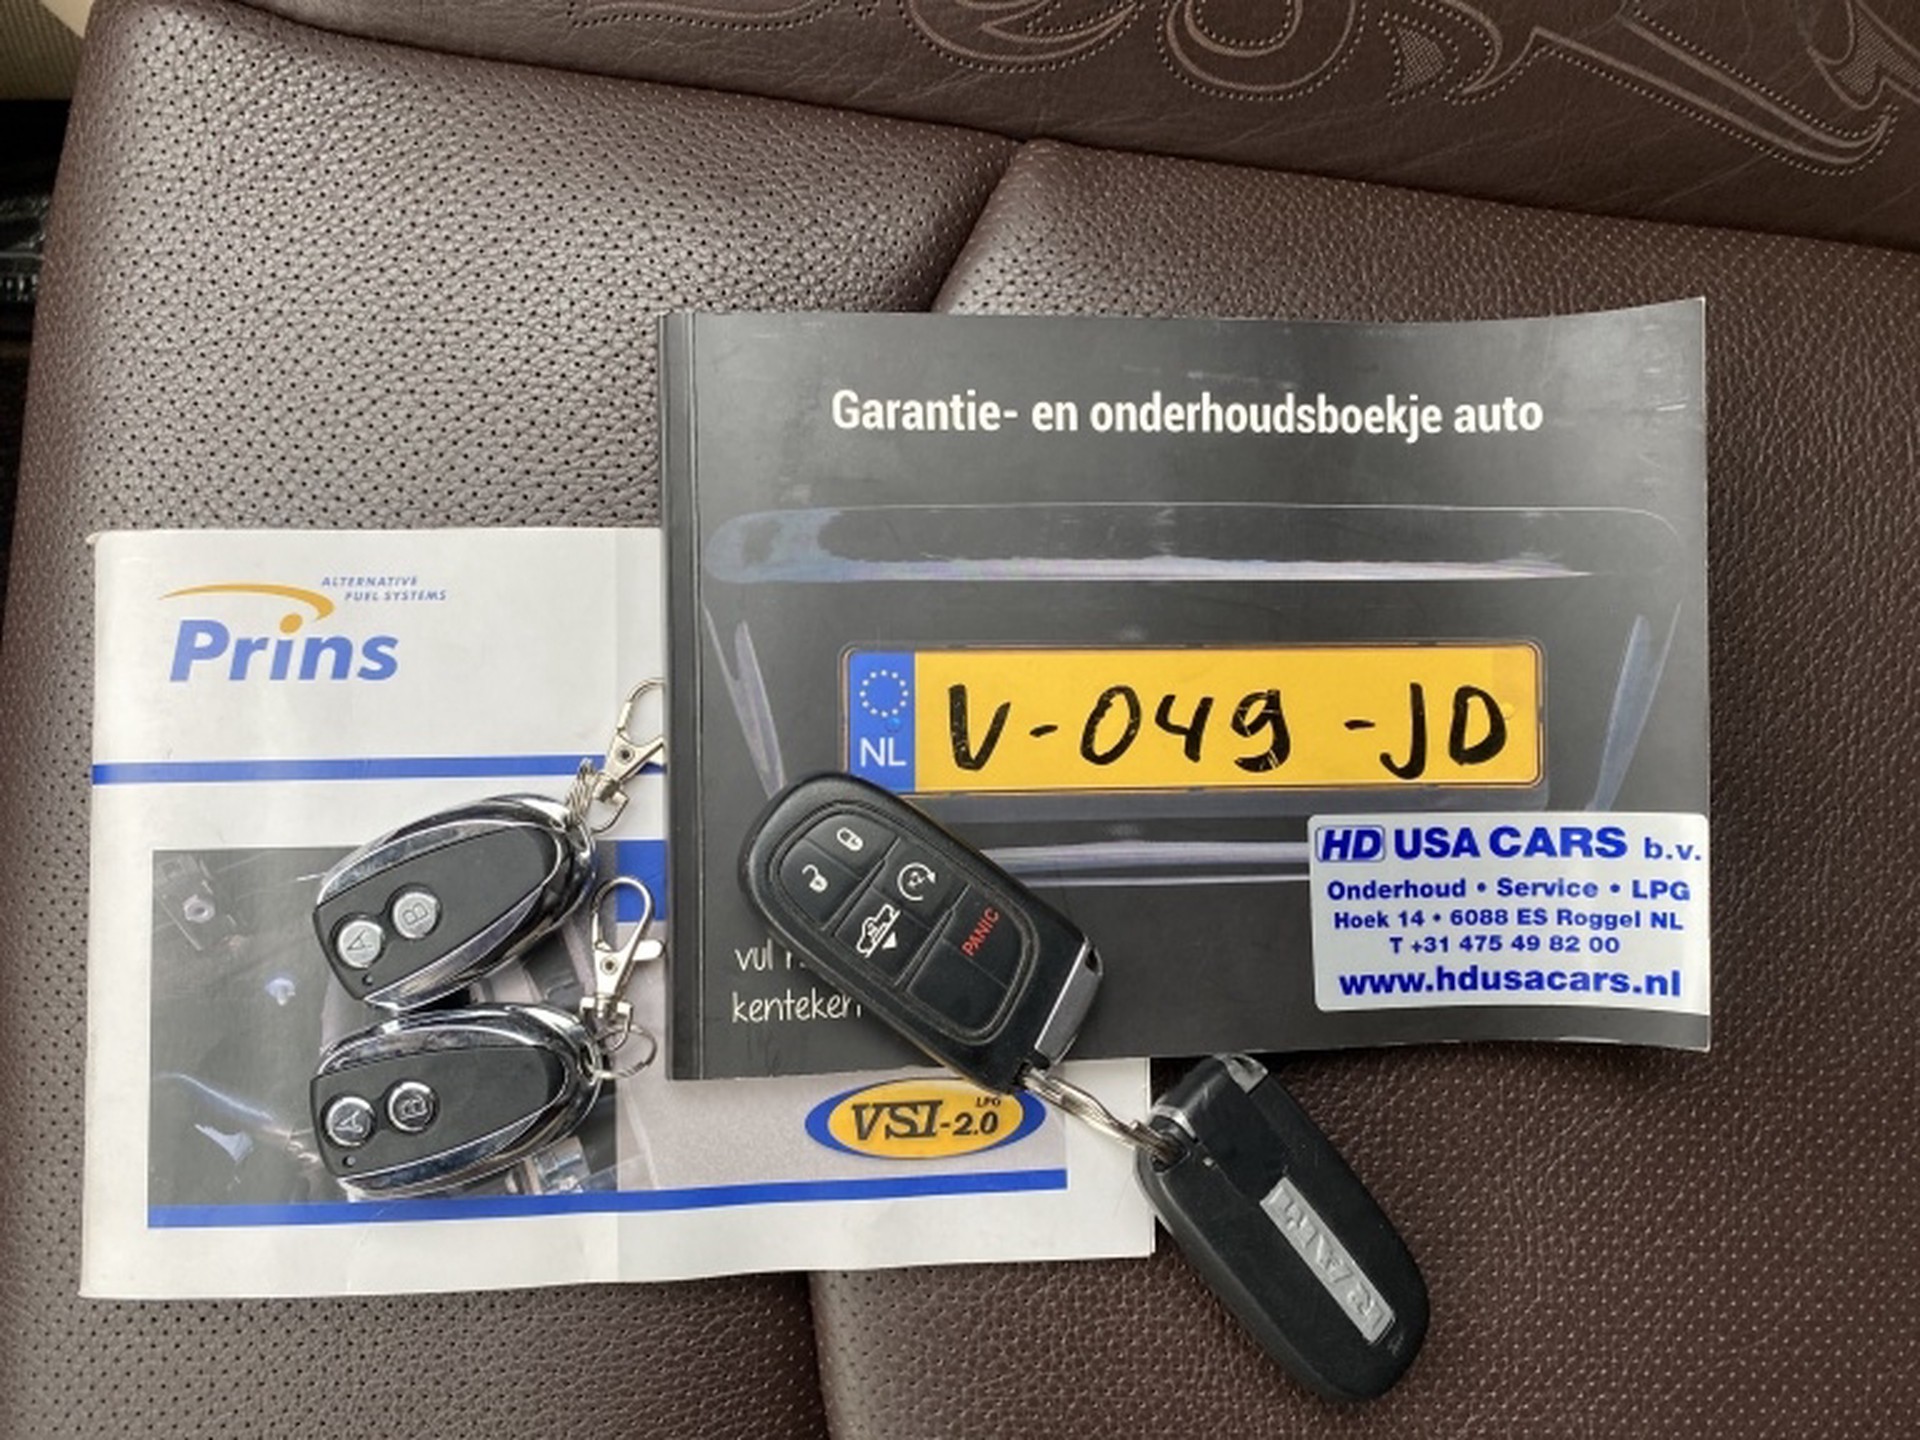 Garantie- en onderhoudsboekje auto
ALTERNATIVE
FUEL SYSTEMS
Prins
NL
V-049-JD
HD USA CARS b.v.
Onderhoud • Service • LPG
Hoek 14 • 6088 ES Roggel NL
T +31 475 49 82 00
www.hdusacars.nl
PANIC
vul
kenteken
A B
A B
LPG
VSI-2.0
RAM